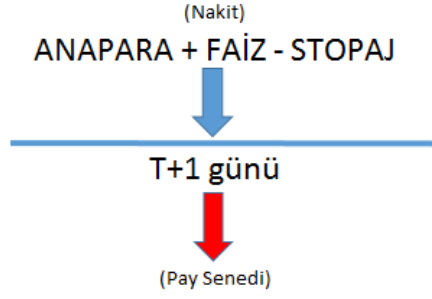 (Nakit)
ANAPARA + FAİZ - STOPAJ
T+1 günü
(Pay Senedi)